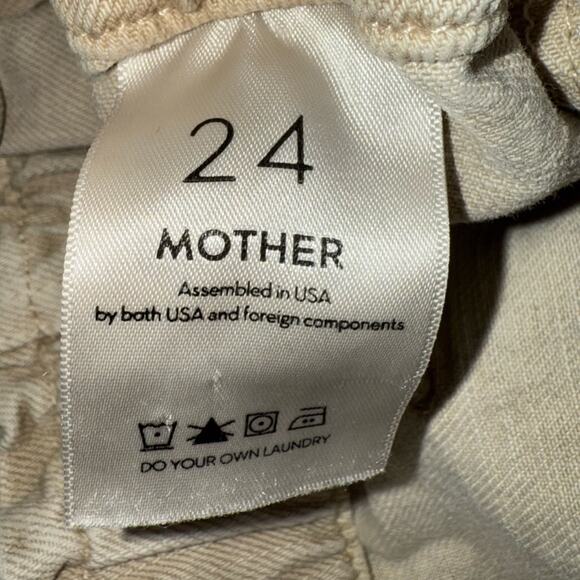 24
MOTHER
Assembled in USA
by both USA and foreign components
DO YOUR OWN LAUNDRY